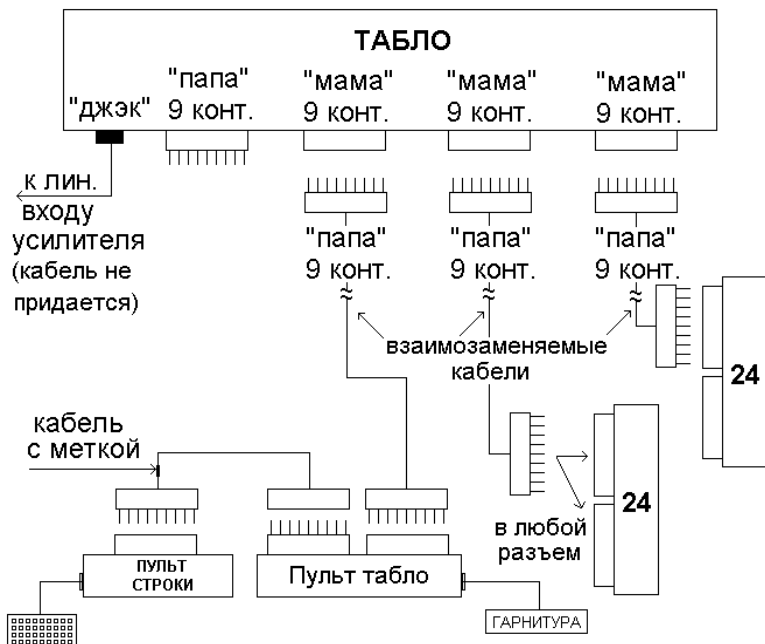 ТАБЛО
"папа"
9 конт.
"мама"
9 конт.
"мама"
9 конт.
"мама"
9 конт.
"джэк"
к лин.
входу
усилителя
(кабель не
придается)
"папа"
9 конт.
"папа"
9 конт.
"папа"
9 конт.
взаимозаменяемые
кабели
24
кабель
с меткой
24
в любой
разъем
ПУЛЬТ
СТРОКИ
Пульт табло
ГАРНИТУРА